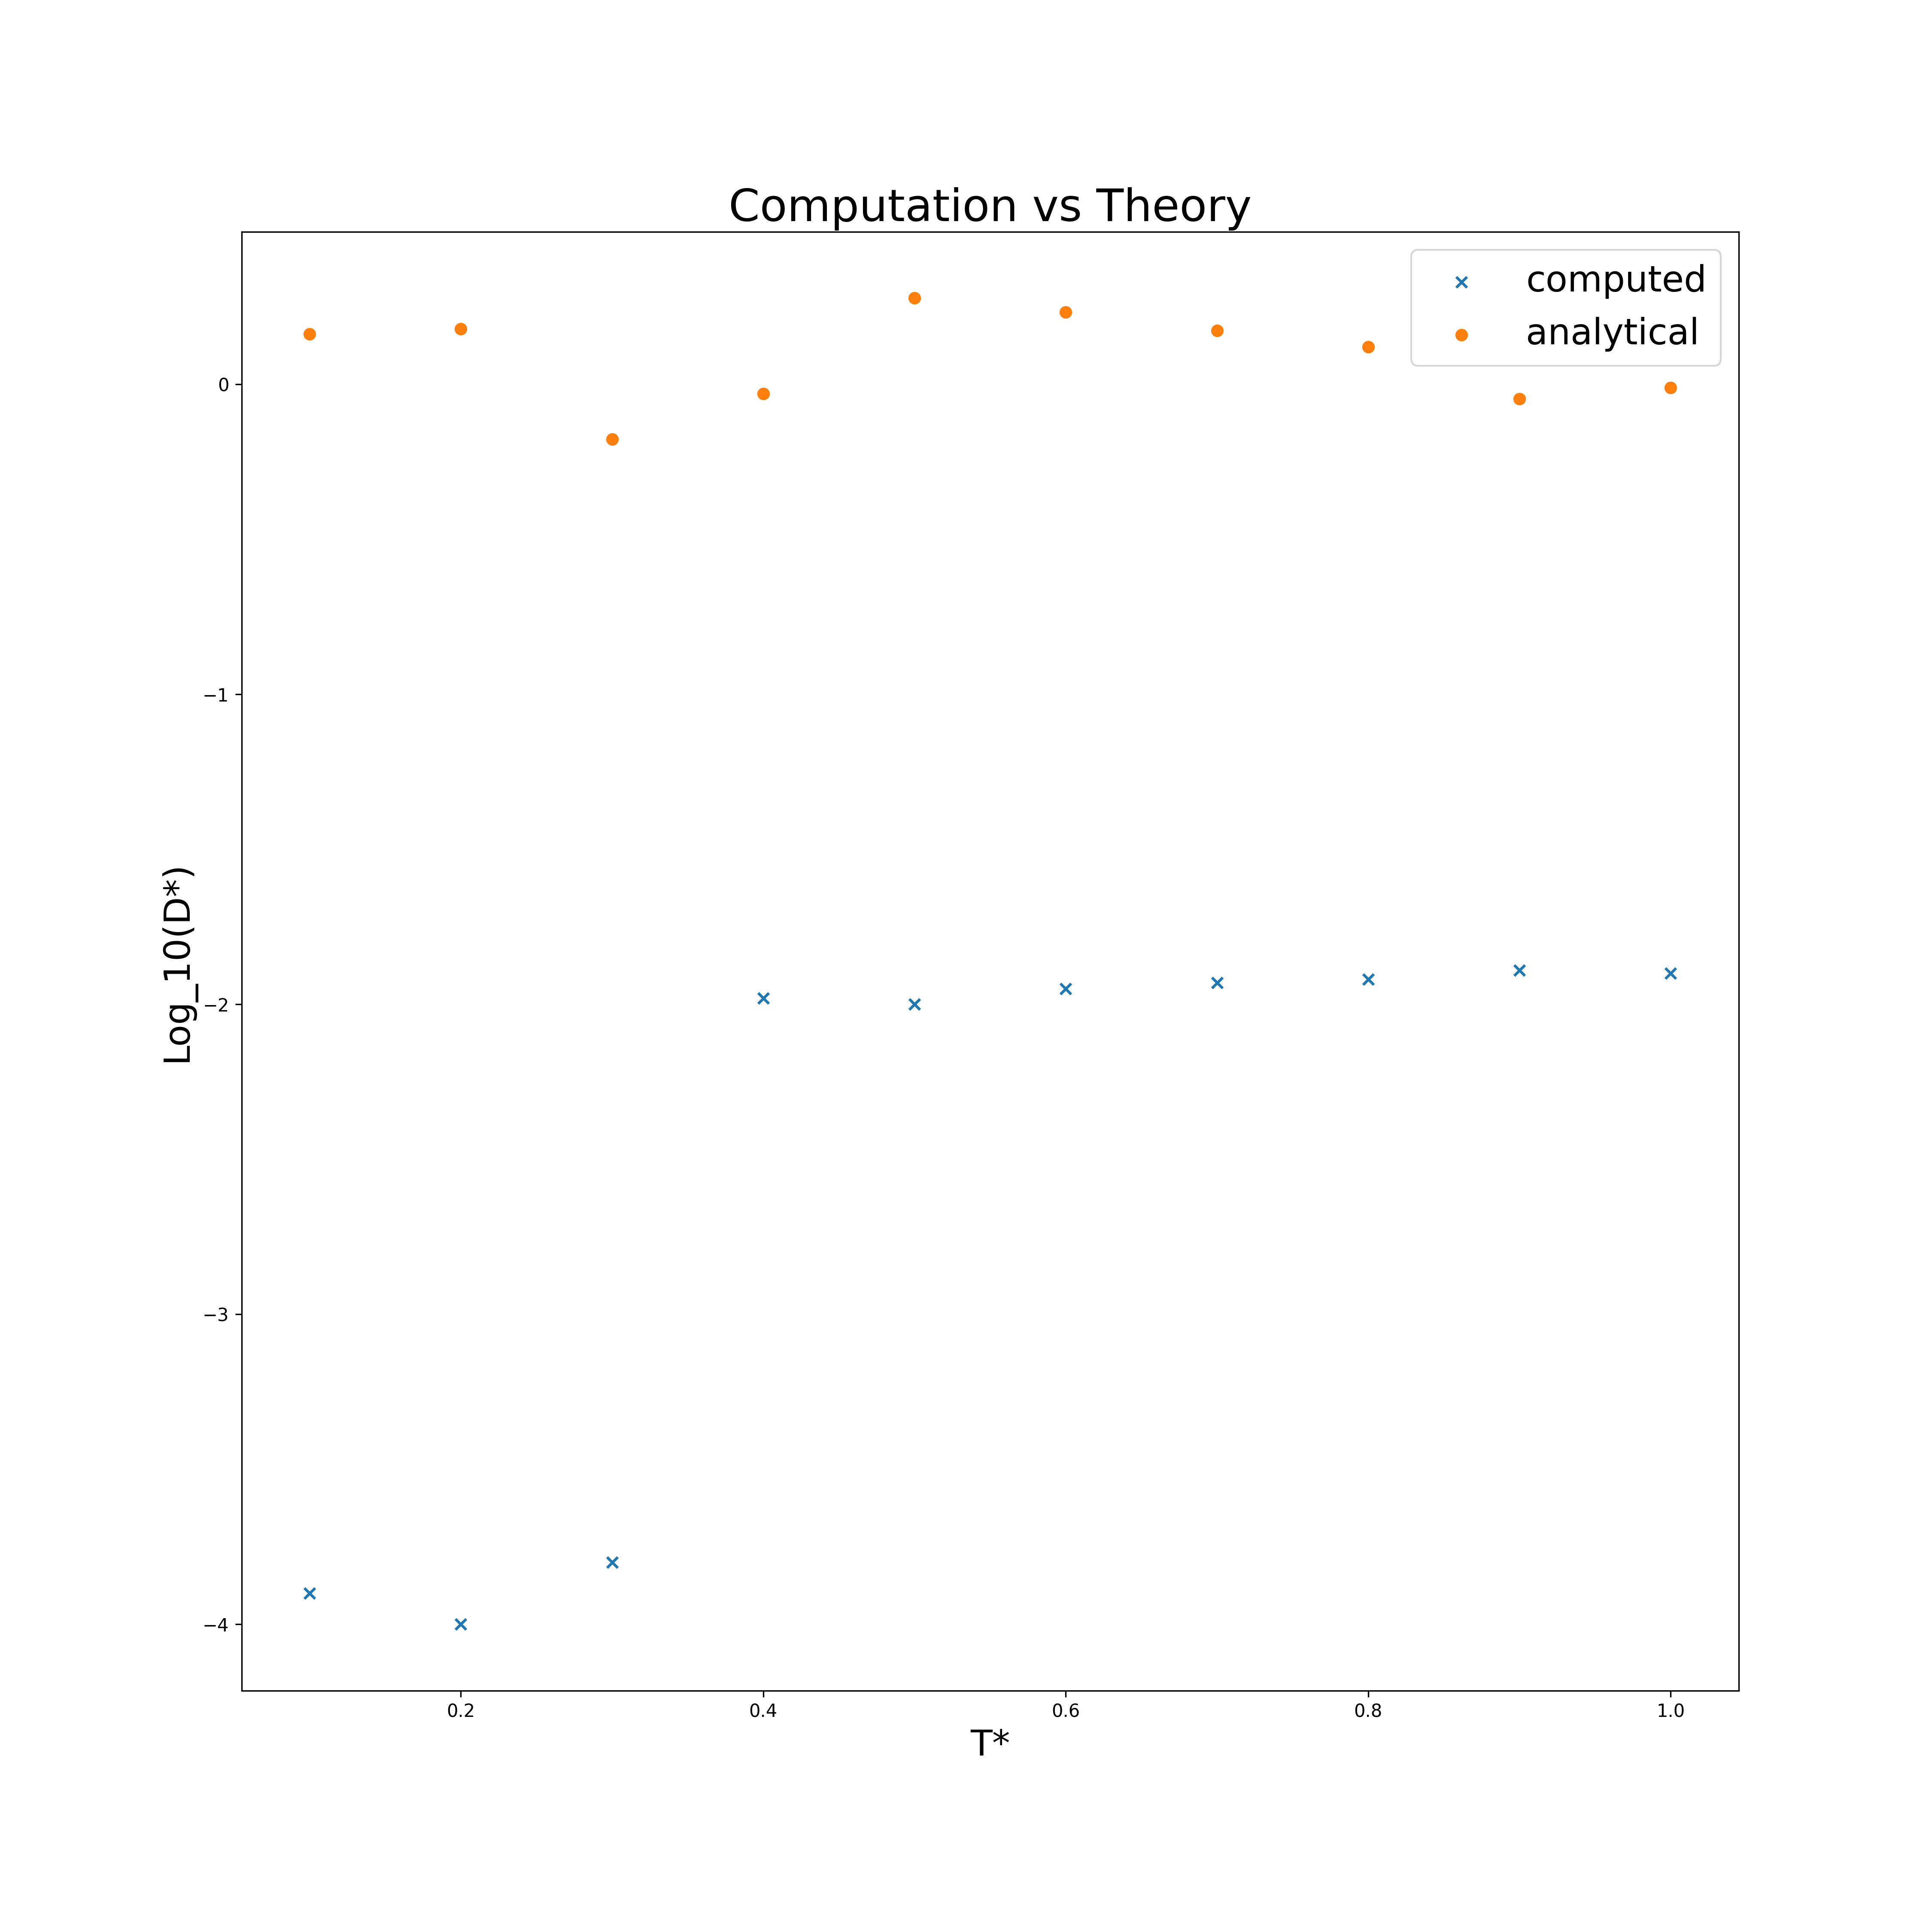 Computation vs Theory
computed
analytical
0
−1
−2
−3
−4
Log_10(D*)
0.2 0.4 0.6 0.8 1.0
T*